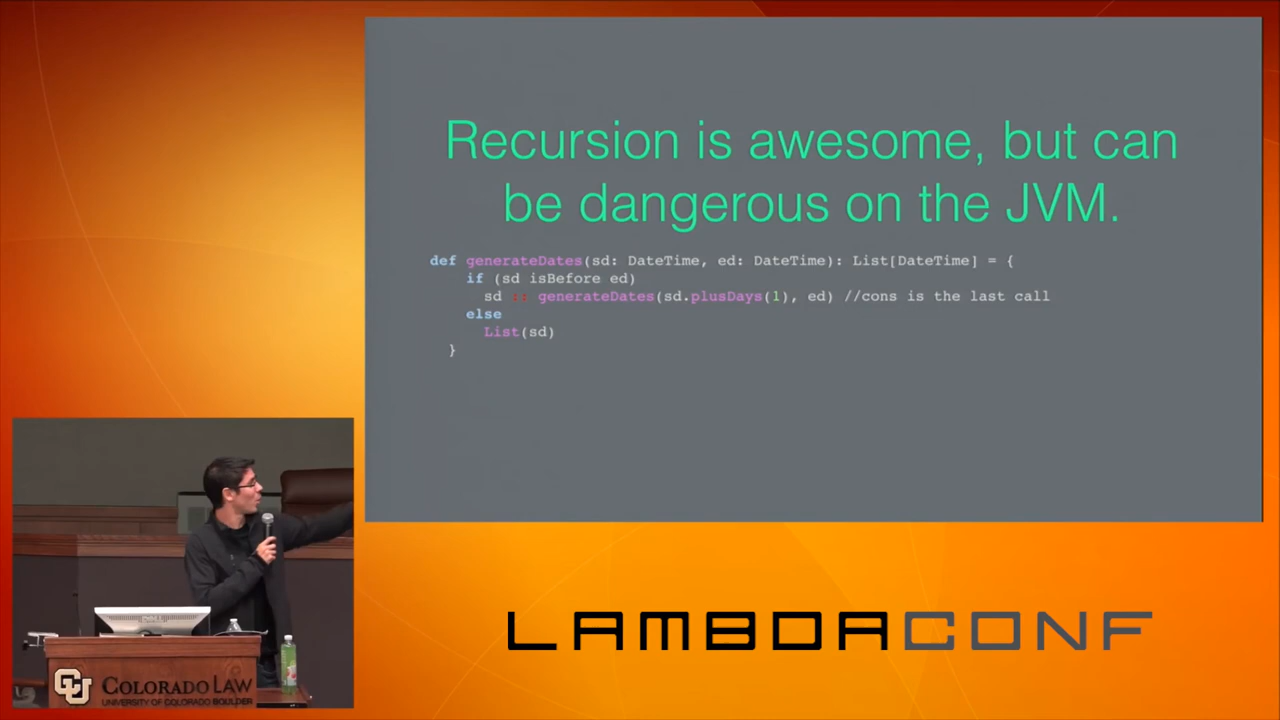 Recursion is awesome, but can
be dangerous on the JVM.
def generateDates(sd: DateTime, ed: DateTime): List[DateTime] = {
if (sd isBefore ed)
sd :: generateDates(sd.plusDays(1), ed) //cons is the last call
else
List(sd)
}
LAMBDACONF
CU
COLORADO LAW
UNIVERSITY OF COLORADO BOULDER
DELL